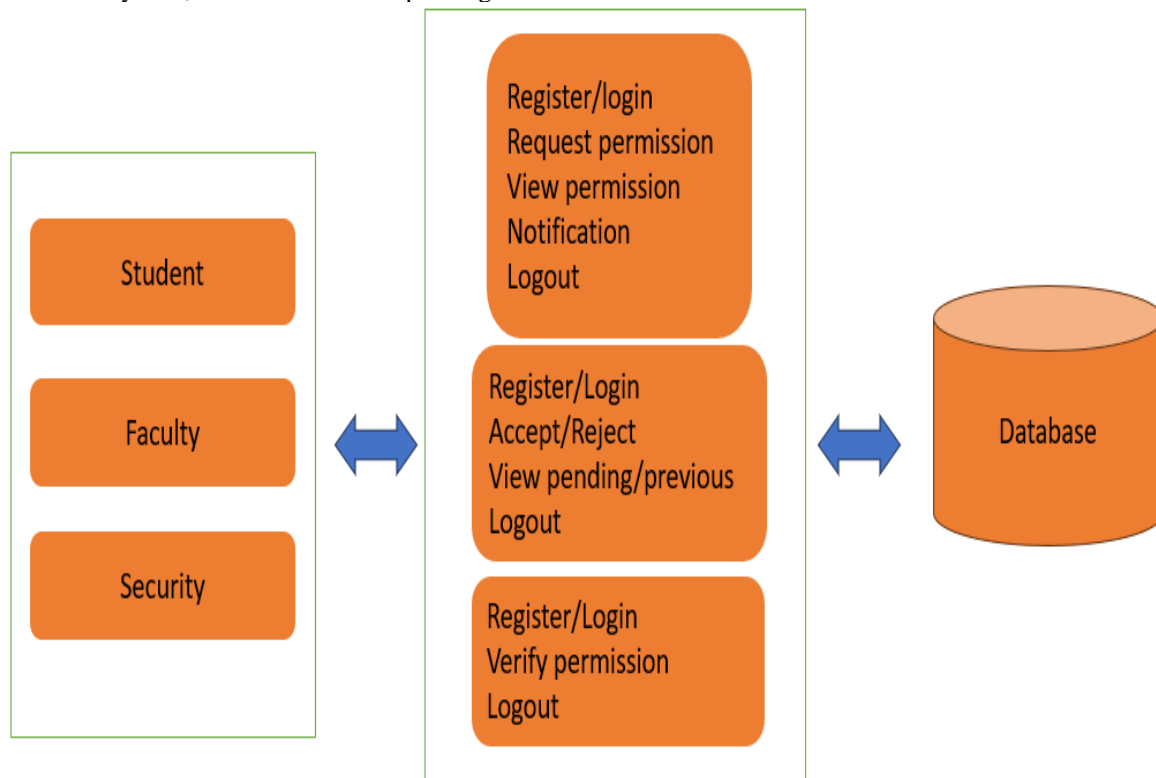 Student
Faculty
Security
Register/login
Request permission
View permission
Notification
Logout
Register/Login
Accept/Reject
View pending/previous
Logout
Register/Login
Verify permission
Logout
Database